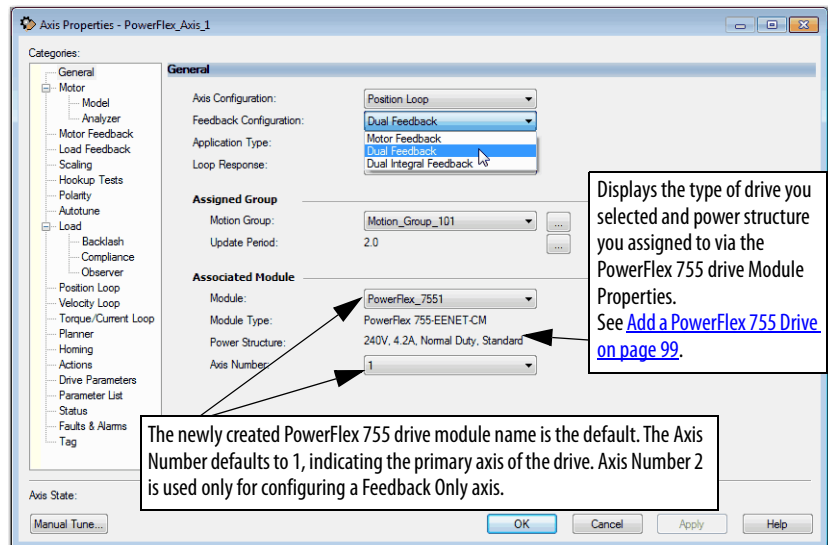 Axis Properties - PowerFlex_Axis_1
Categories:
General
Motor
Model
Analyzer
Motor Feedback
Load Feedback
Scaling
Hookup Tests
Polarity
Autotune
Load
Backlash
Compliance
Observer
Position Loop
Velocity Loop
Torque/Current Loop
Planner
Homing
Actions
Drive Parameters
Parameter List
Status
Faults & Alarms
Tag
General
Axis Configuration: Position Loop
Feedback Configuration: Dual Feedback
Application Type: Motor Feedback
Dual Feedback
Loop Response: Dual Integral Feedback
Assigned Group
Motion Group: Motion_Group_101 ...
Update Period: 2.0 ...
Associated Module
Module: PowerFlex_7551
Module Type: PowerFlex 755-EENET-CM
Power Structure: 240V, 4.2A, Normal Duty, Standard
Axis Number: 1
Displays the type of drive you
selected and power structure
you assigned to via the
PowerFlex 755 drive Module
Properties.
See Add a PowerFlex 755 Drive
on page 99.
The newly created PowerFlex 755 drive module name is the default. The Axis
Number defaults to 1, indicating the primary axis of the drive. Axis Number 2
is used only for configuring a Feedback Only axis.
Axis State:
Manual Tune... OK Cancel Apply Help